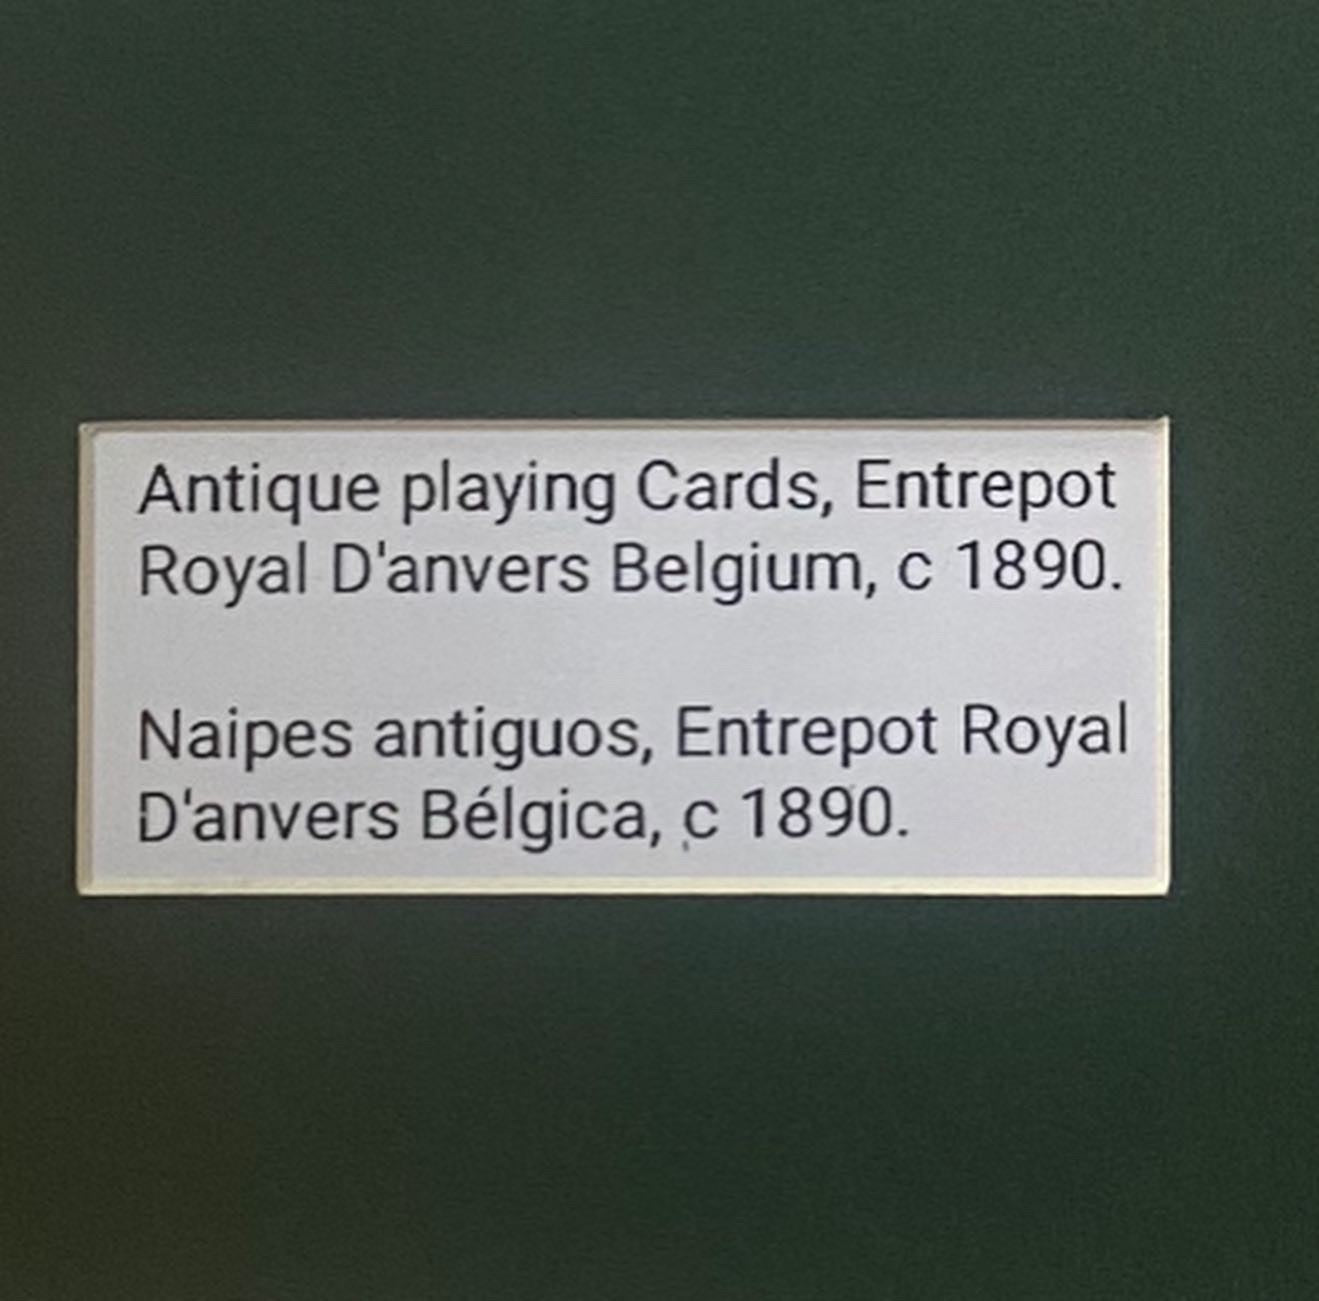 Antique playing Cards, Entrepot
Royal D'anvers Belgium, c 1890.
Naipes antiguos, Entrepot Royal
D'anvers Bélgica, c 1890.